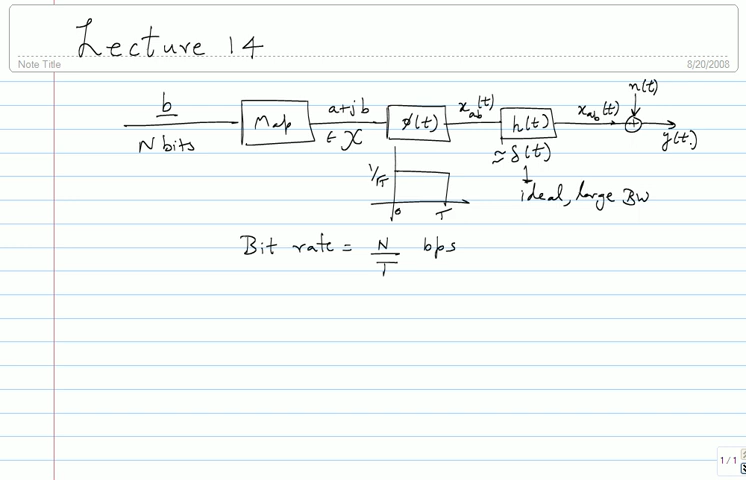 Lecture 14
Note Title
8/20/2008
b
N bits
Map
a+jb
∈ X
φ(t)
x_ab(t)
h(t)
≈ δ(t)
x_ab(t)
n(t)
y(t)
1/√T
0
T
ideal, large BW
Bit rate = N/T bps
1 / 1